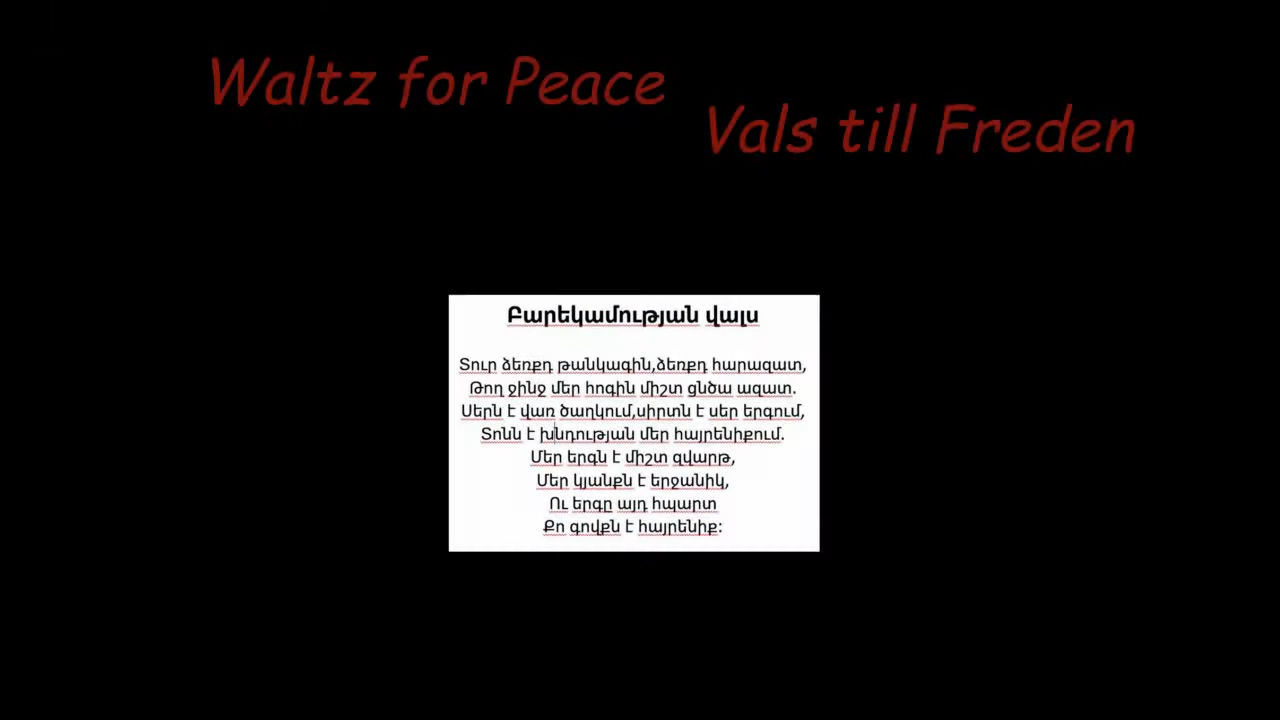 Waltz for Peace
Vals till Freden
Բարեկամության վալս
Տուր ձեռքդ թանկագին,ձեռքդ հարազատ,
Թող ջինջ մեր հոգին միշտ ցնծա ազատ.
Սերն է վառ ծաղկում,սիրտն է սեր երգում,
Տոնն է խնդության մեր հայրենիքում.
Մեր երգն է միշտ զվարթ,
Մեր կյանքն է երջանիկ,
Ու երգը այդ հպարտ
Քո գովքն է հայրենիք: